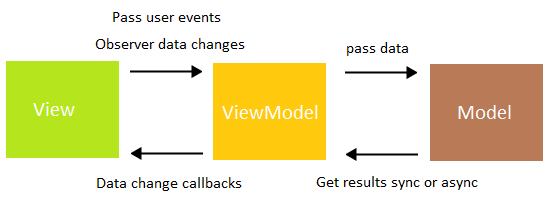 Pass user events
Observer data changes
pass data
View
ViewModel
Model
Data change callbacks
Get results sync or async